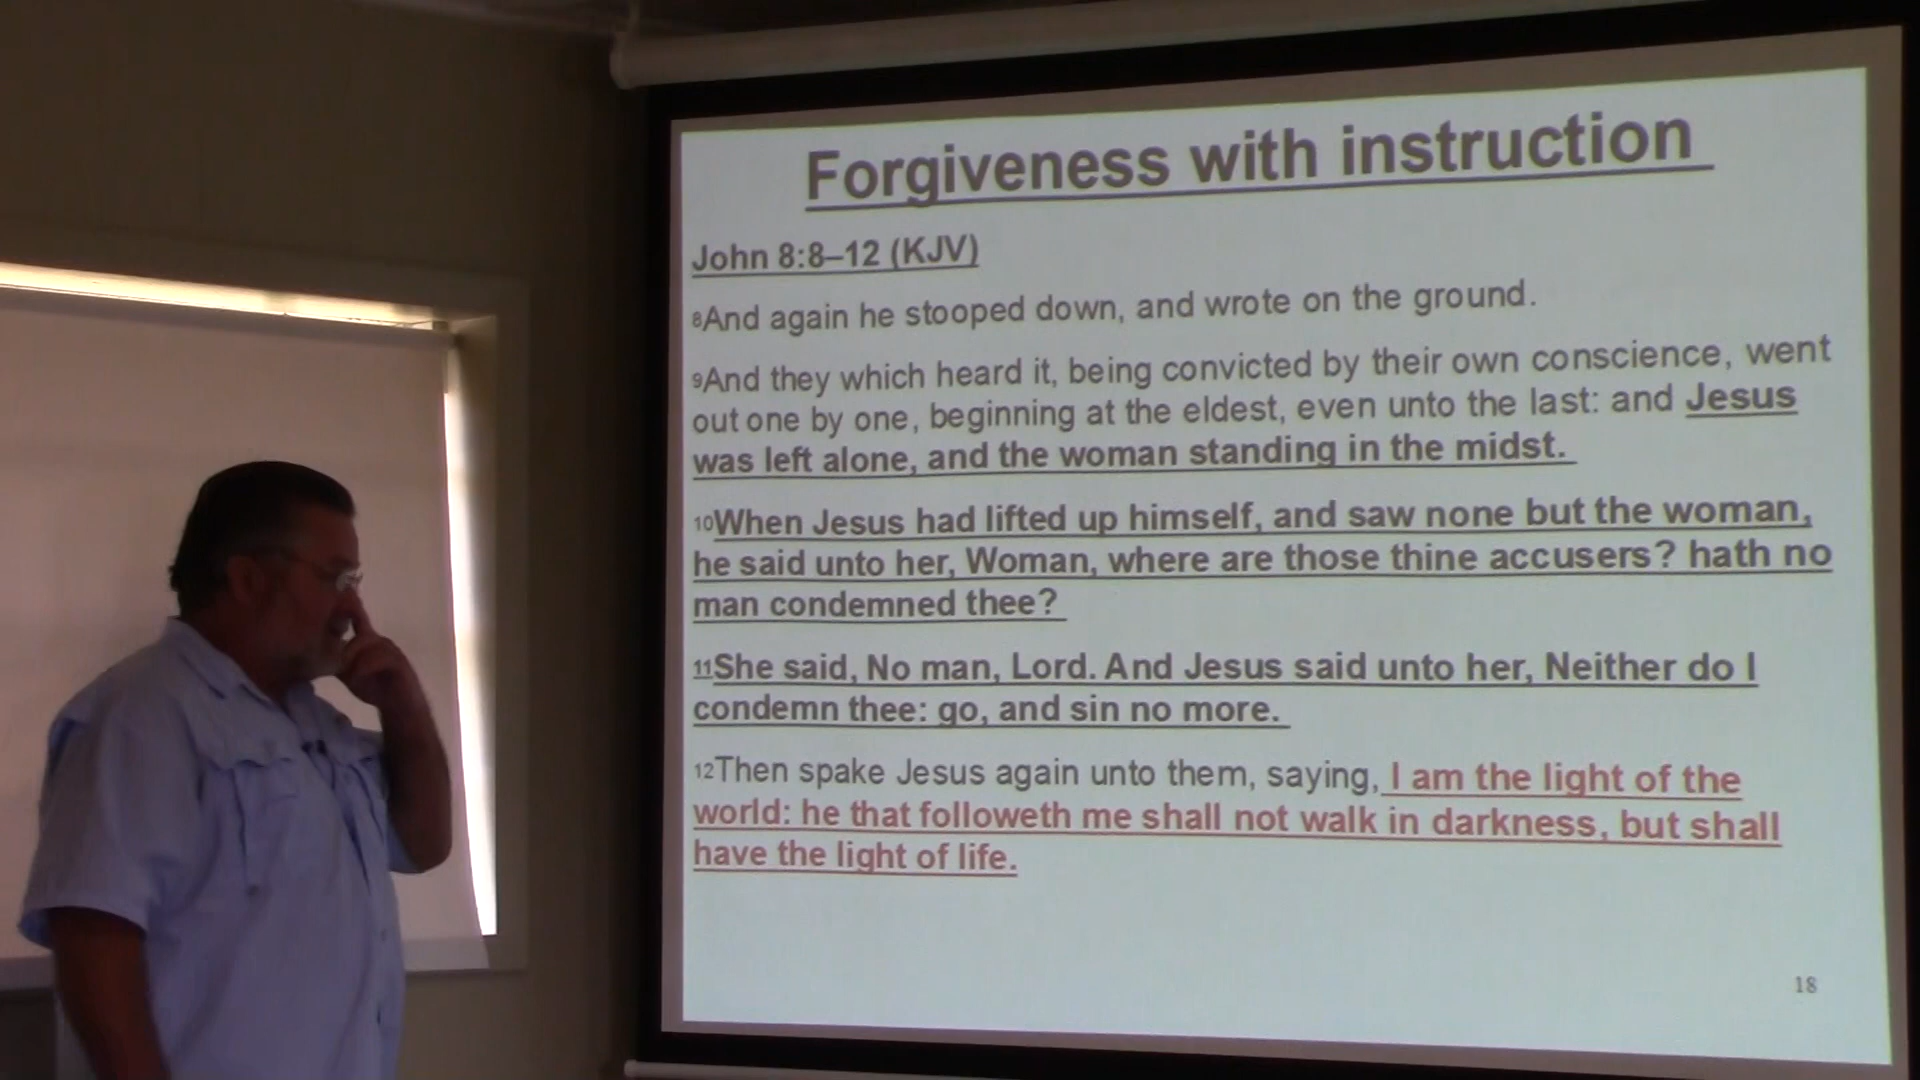 Forgiveness with instruction
John 8:8–12 (KJV)
8And again he stooped down, and wrote on the ground.
9And they which heard it, being convicted by their own conscience, went
out one by one, beginning at the eldest, even unto the last: and Jesus
was left alone, and the woman standing in the midst.
10When Jesus had lifted up himself, and saw none but the woman,
he said unto her, Woman, where are those thine accusers? hath no
man condemned thee?
11She said, No man, Lord. And Jesus said unto her, Neither do I
condemn thee: go, and sin no more.
12Then spake Jesus again unto them, saying, I am the light of the
world: he that followeth me shall not walk in darkness, but shall
have the light of life.
18